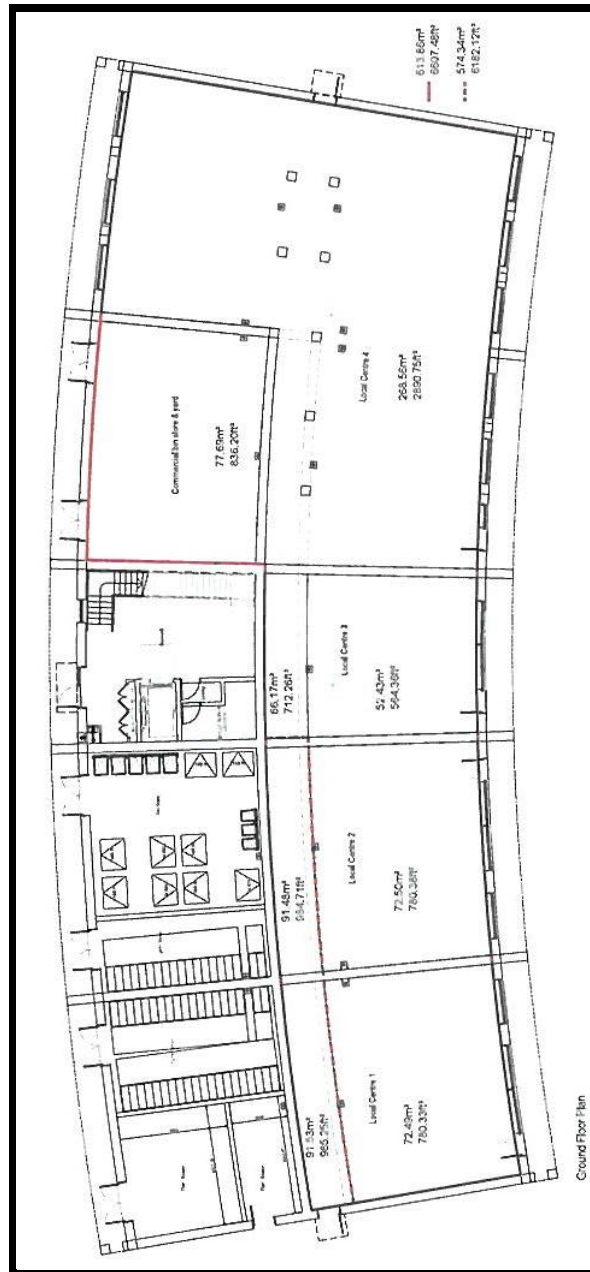 613.86m²
6607.48ft²
574.34m²
6182.12ft²
Commercial bin store & yard
77.69m²
836.20ft²
Local Centre 4
268.56m²
2890.75ft²
66.17m²
712.26ft²
Local Centre 3
52.43m²
564.36ft²
91.48m²
984.71ft²
Local Centre 2
72.50m²
780.38ft²
91.53m²
985.25ft²
Local Centre 1
72.49m²
780.33ft²
Ground Floor Plan